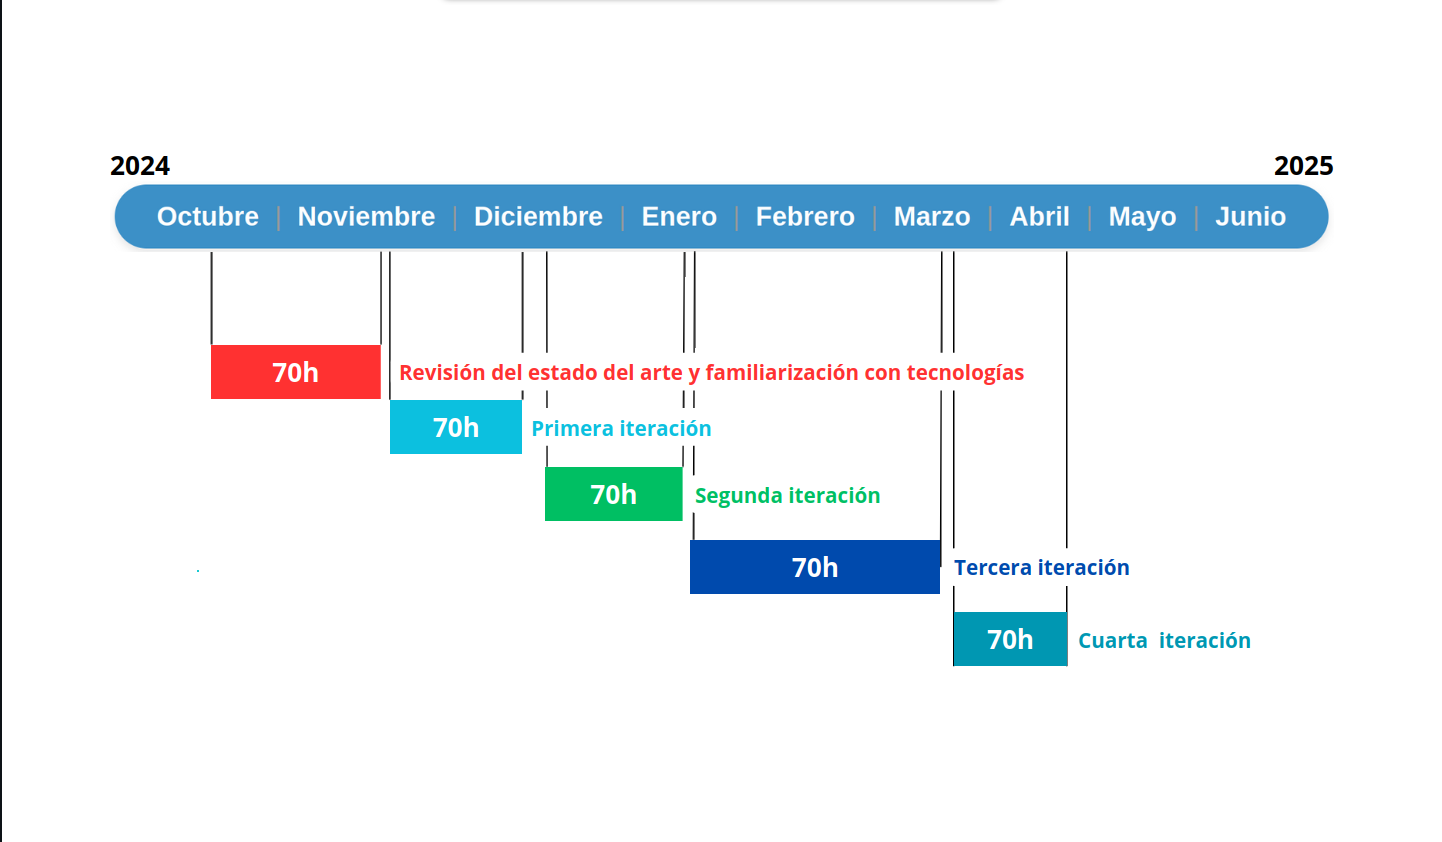 2024
2025
Octubre | Noviembre | Diciembre | Enero | Febrero | Marzo | Abril | Mayo | Junio
70h Revisión del estado del arte y familiarización con tecnologías
70h Primera iteración
70h Segunda iteración
70h Tercera iteración
70h Cuarta iteración